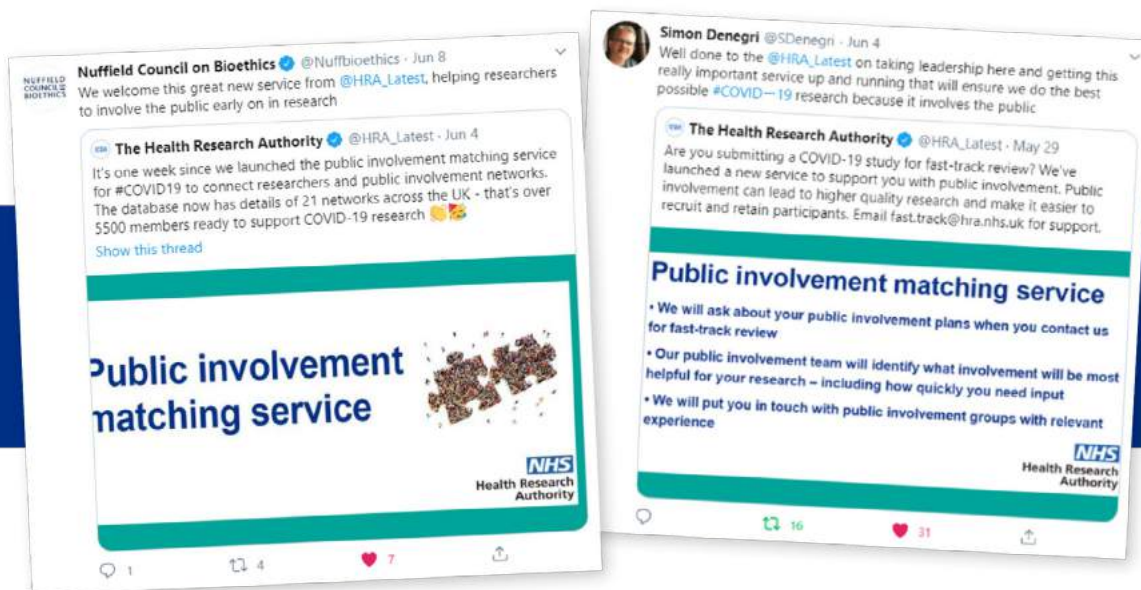 NUFFIELD
COUNCIL ON
BIOETHICS
Nuffield Council on Bioethics @Nuffbioethics · Jun 8
We welcome this great new service from @HRA_Latest, helping researchers
to involve the public early on in research
The Health Research Authority @HRA_Latest · Jun 4
It's one week since we launched the public involvement matching service
for #COVID19 to connect researchers and public involvement networks.
The database now has details of 21 networks across the UK - that's over
5500 members ready to support COVID-19 research 👏🥳
Show this thread
Public involvement
matching service
NHS
Health Research
Authority
1
4
7
Simon Denegri @SDenegri · Jun 4
Well done to the @HRA_Latest on taking leadership here and getting this
really important service up and running that will ensure we do the best
possible #COVID—19 research because it involves the public
The Health Research Authority @HRA_Latest · May 29
Are you submitting a COVID-19 study for fast-track review? We've
launched a new service to support you with public involvement. Public
involvement can lead to higher quality research and make it easier to
recruit and retain participants. Email fast.track@hra.nhs.uk for support.
Public involvement matching service
• We will ask about your public involvement plans when you contact us
for fast-track review
• Our public involvement team will identify what involvement will be most
helpful for your research – including how quickly you need input
• We will put you in touch with public involvement groups with relevant
experience
NHS
Health Research
Authority
16
31